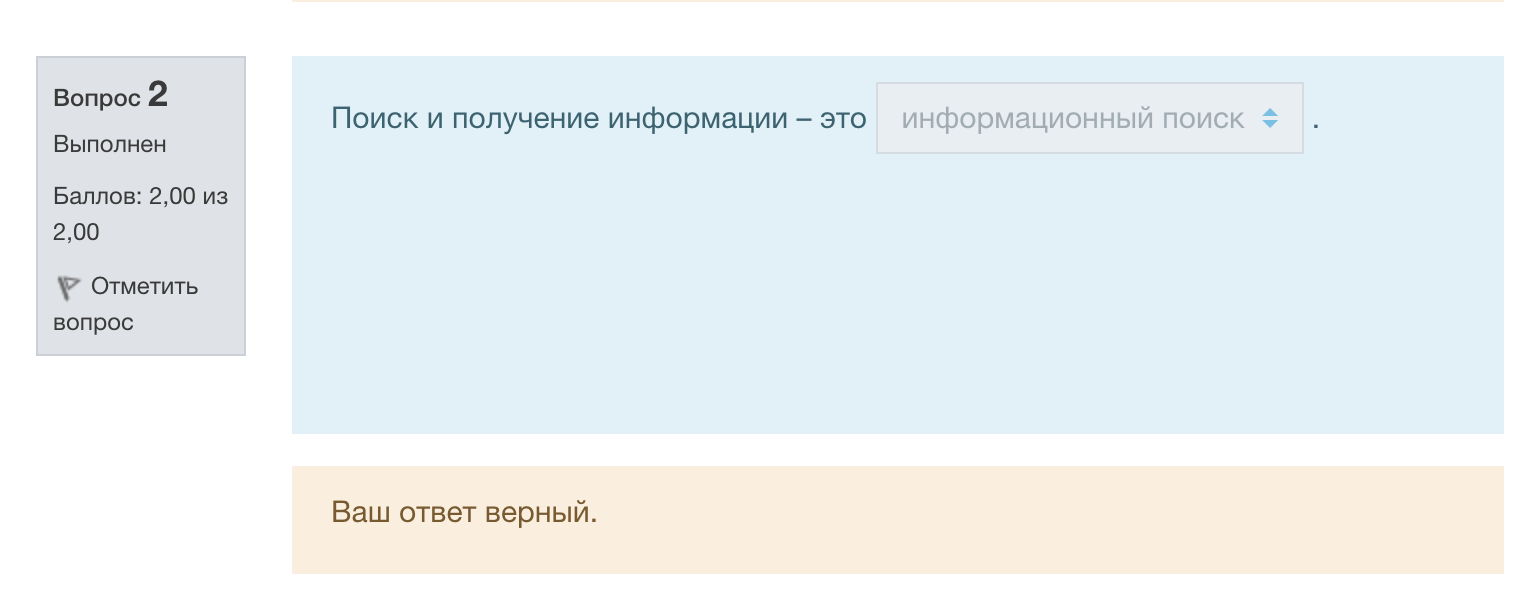 Вопрос 2
Выполнен
Баллов: 2,00 из
2,00
Отметить
вопрос
Поиск и получение информации – это информационный поиск .
Ваш ответ верный.